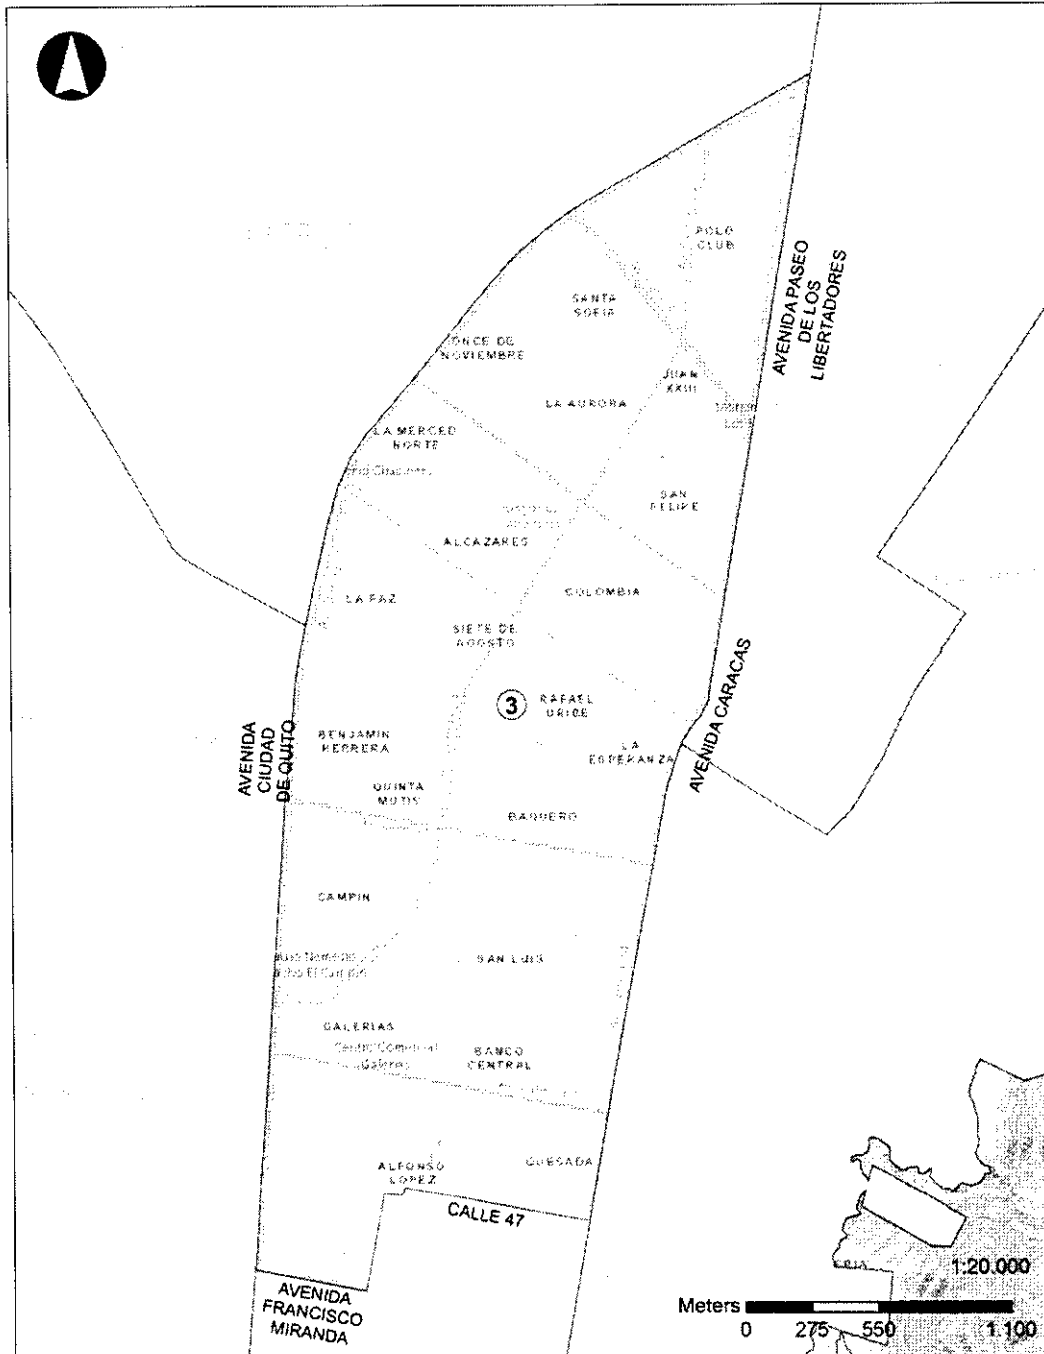 POLO
CLUB
AVENIDA PASEO
DE LOS
LIBERTADORES
SANTA
SOFIA
ONCE DE
NOVIEMBRE
JUAN
XXIII
LA AURORA
LA MERCED
NORTE
SAN
FELIPE
ALCAZARES
COLOMBIA
LA PAZ
SIETE DE
AGOSTO
3
RAFAEL
URIBE
AVENIDA CARACAS
AVENIDA
CIUDAD
DE QUITO
BENJAMIN
HERRERA
LA
ESPERANZA
QUINTA
MUTIS
BAQUERO
CAMPIN
SAN LUIS
GALERIAS
Centro Comercial
Galerias
BANCO
CENTRAL
ALFONSO
LOPEZ
QUESADA
CALLE 47
AVENIDA
FRANCISCO
MIRANDA
1:20.000
Meters
0 275 550 1.100